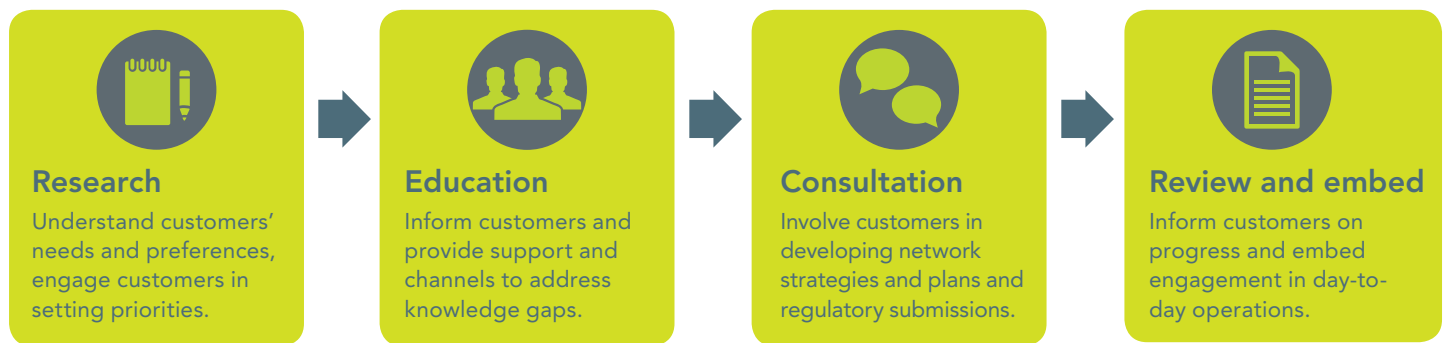 Research
Understand customers’
needs and preferences,
engage customers in
setting priorities.
Education
Inform customers and
provide support and
channels to address
knowledge gaps.
Consultation
Involve customers in
developing network
strategies and plans and
regulatory submissions.
Review and embed
Inform customers on
progress and embed
engagement in day-to-
day operations.